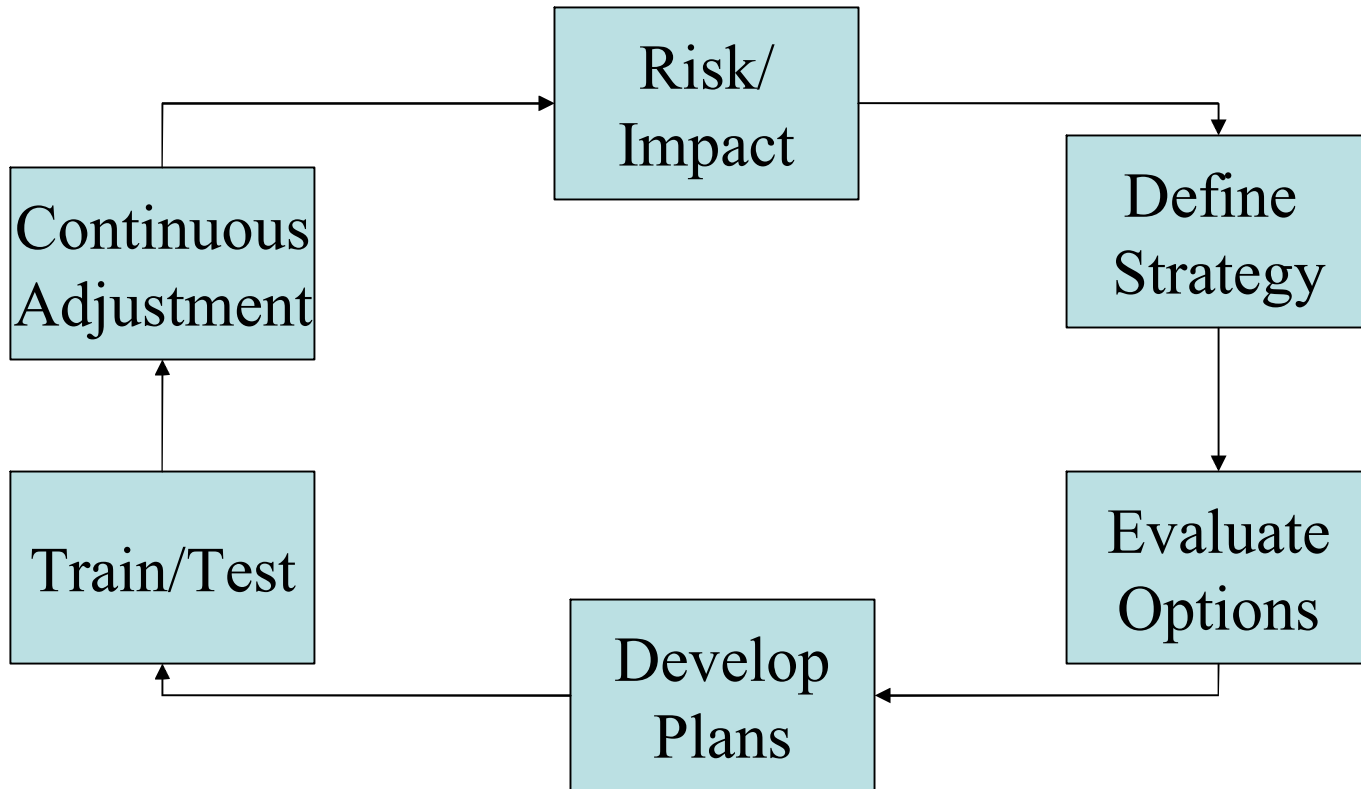 Risk/
Impact
Define
Strategy
Evaluate
Options
Develop
Plans
Train/Test
Continuous
Adjustment